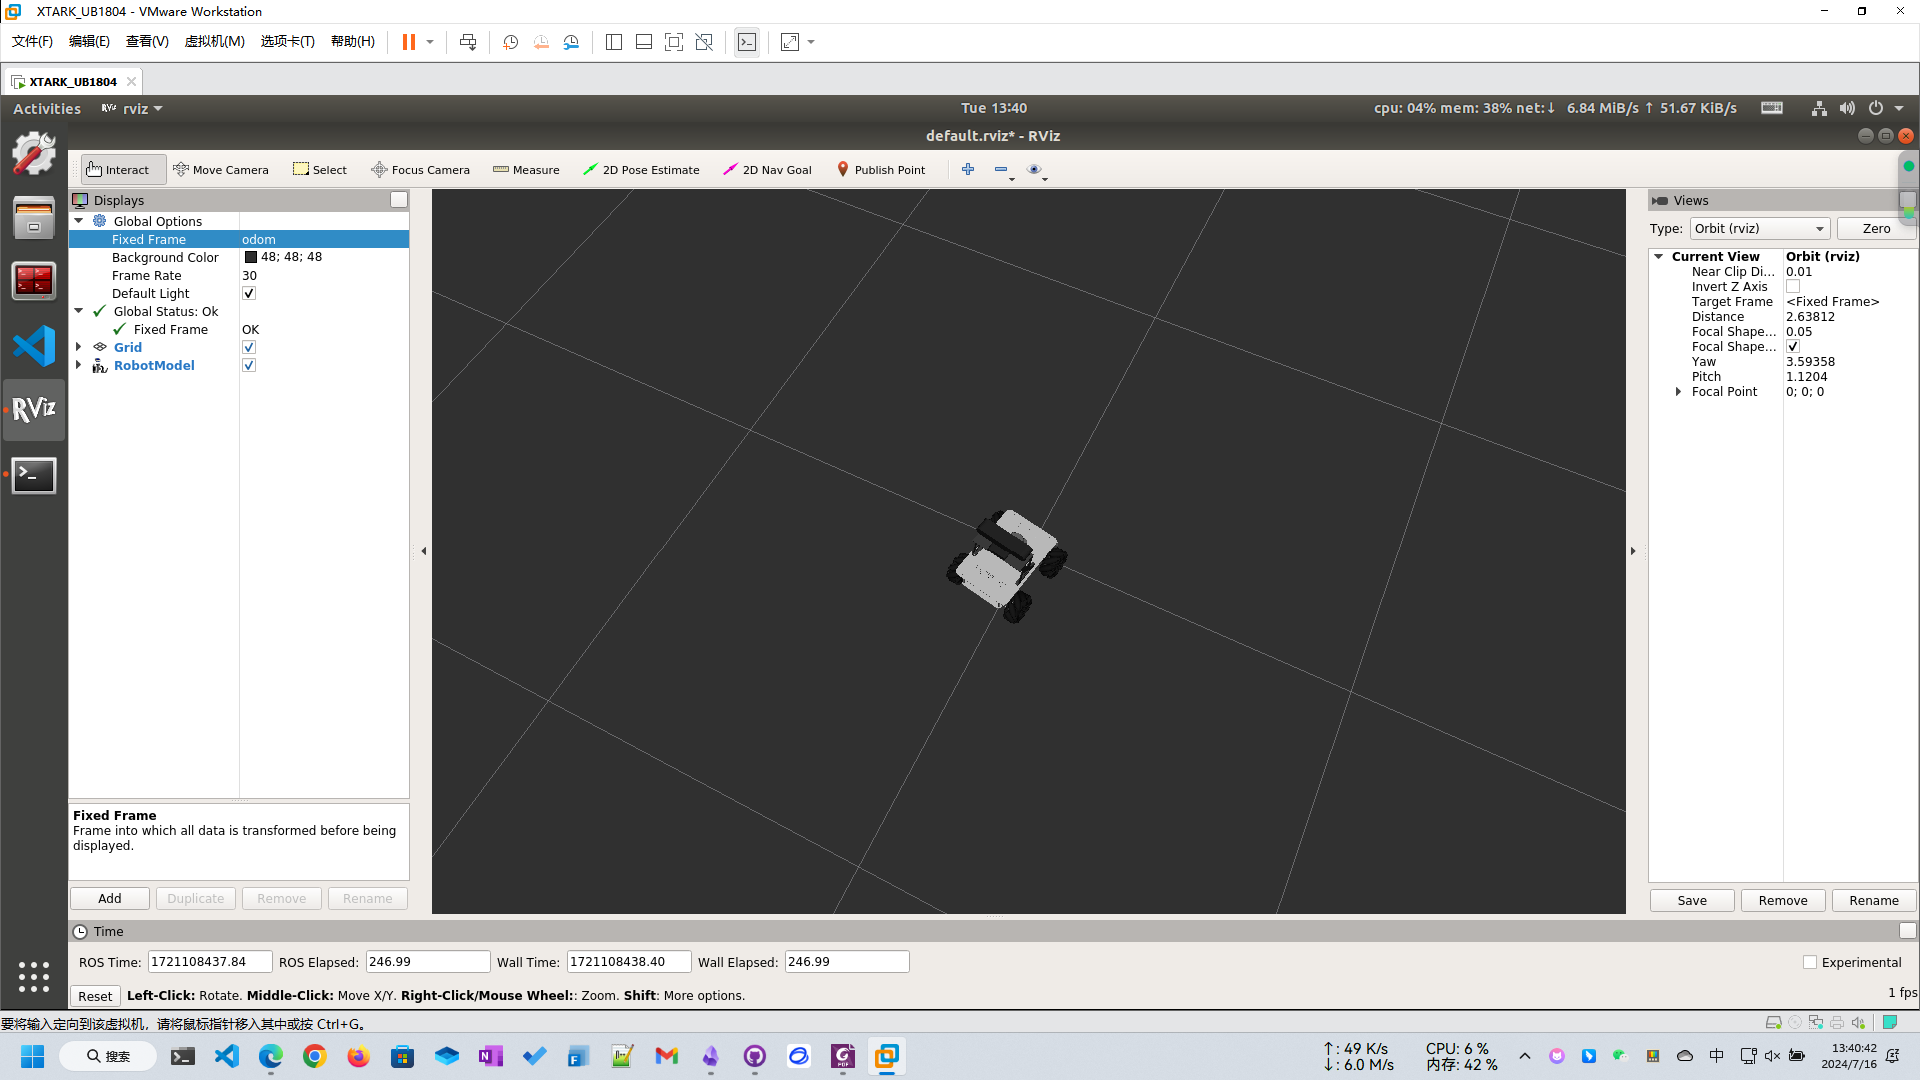 XTARK_UB1804 - VMware Workstation
文件(F) 编辑(E) 查看(V) 虚拟机(M) 选项卡(T) 帮助(H)
XTARK_UB1804
Activities RViz rviz Tue 13:40 cpu: 04% mem: 38% net:↓ 6.84 MiB/s ↑ 51.67 KiB/s
default.rviz* - RViz
Interact Move Camera Select Focus Camera Measure 2D Pose Estimate 2D Nav Goal Publish Point
Displays
Global Options
Fixed Frame odom
Background Color 48; 48; 48
Frame Rate 30
Default Light
Global Status: Ok
Fixed Frame OK
Grid
RobotModel
RViz
Fixed Frame
Frame into which all data is transformed before being
displayed.
Add Duplicate Remove Rename
Views
Type: Orbit (rviz) Zero
Current View Orbit (rviz)
Near Clip Di... 0.01
Invert Z Axis
Target Frame <Fixed Frame>
Distance 2.63812
Focal Shape... 0.05
Focal Shape...
Yaw 3.59358
Pitch 1.1204
Focal Point 0; 0; 0
Save Remove Rename
Time
ROS Time: 1721108437.84 ROS Elapsed: 246.99 Wall Time: 1721108438.40 Wall Elapsed: 246.99 Experimental
Reset Left-Click: Rotate. Middle-Click: Move X/Y. Right-Click/Mouse Wheel:: Zoom. Shift: More options. 1 fps
要将输入定向到该虚拟机，请将鼠标指针移入其中或按 Ctrl+G。
搜索
↑: 49 K/s CPU: 6 %
↓: 6.0 M/s 内存: 42 %
中
13:40:42
2024/7/16